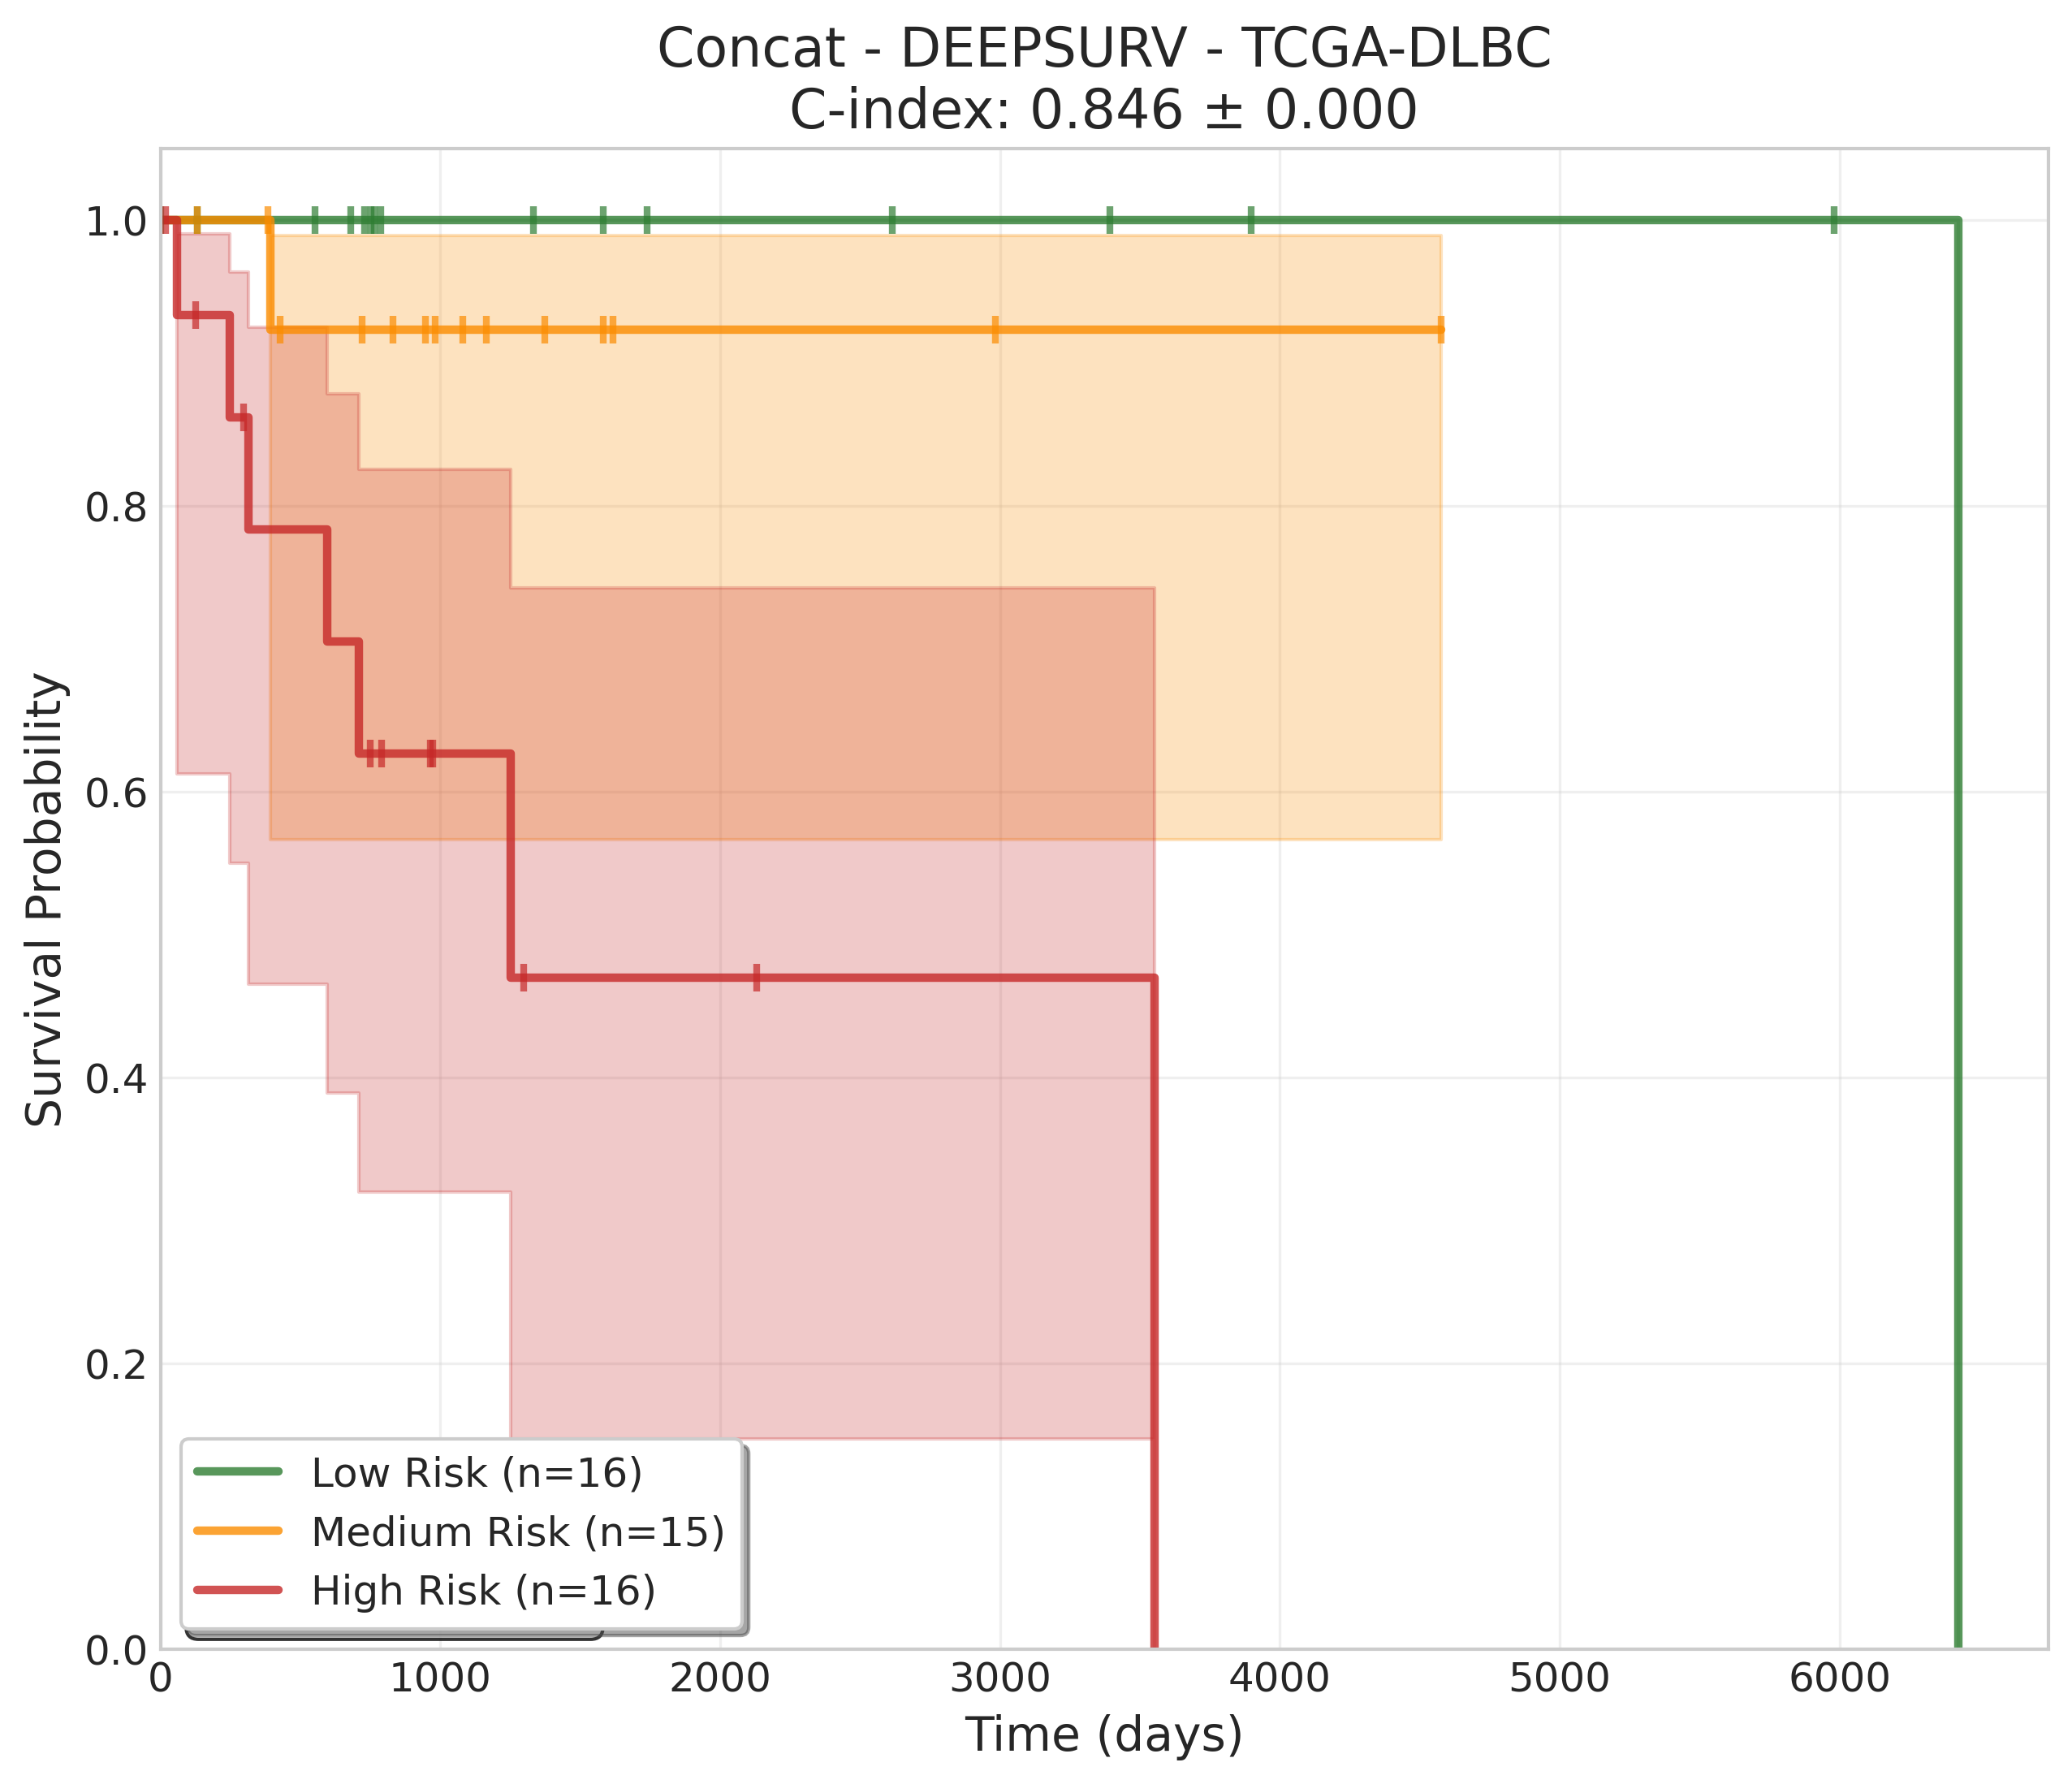 Concat - DEEPSURV - TCGA-DLBC
C-index: 0.846 ± 0.000
Survival Probability
1.0
0.8
0.6
0.4
0.2
0.0
Low Risk (n=16)
Medium Risk (n=15)
High Risk (n=16)
0 1000 2000 3000 4000 5000 6000
Time (days)